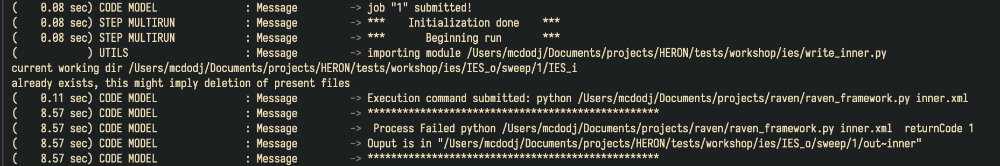 (    0.08 sec) CODE MODEL               : Message         -> job "1" submitted!
(    0.08 sec) STEP MULTIRUN            : Message         -> ***    Initialization done    ***
(    0.08 sec) STEP MULTIRUN            : Message         -> ***       Beginning run       ***
(            ) UTILS                    : Message         -> importing module /Users/mcdodj/Documents/projects/HERON/tests/workshop/ies/write_inner.py
current working dir /Users/mcdodj/Documents/projects/HERON/tests/workshop/ies/IES_o/sweep/1/IES_i
already exists, this might imply deletion of present files
(    0.11 sec) CODE MODEL               : Message         -> Execution command submitted: python /Users/mcdodj/Documents/projects/raven/raven_framework.py inner.xml
(    8.57 sec) CODE MODEL               : Message         -> **************************************************
(    8.57 sec) CODE MODEL               : Message         ->  Process Failed python /Users/mcdodj/Documents/projects/raven/raven_framework.py inner.xml  returnCode 1
(    8.57 sec) CODE MODEL               : Message         -> Ouput is in "/Users/mcdodj/Documents/projects/HERON/tests/workshop/ies/IES_o/sweep/1/out~inner"
(    8.57 sec) CODE MODEL               : Message         -> **************************************************